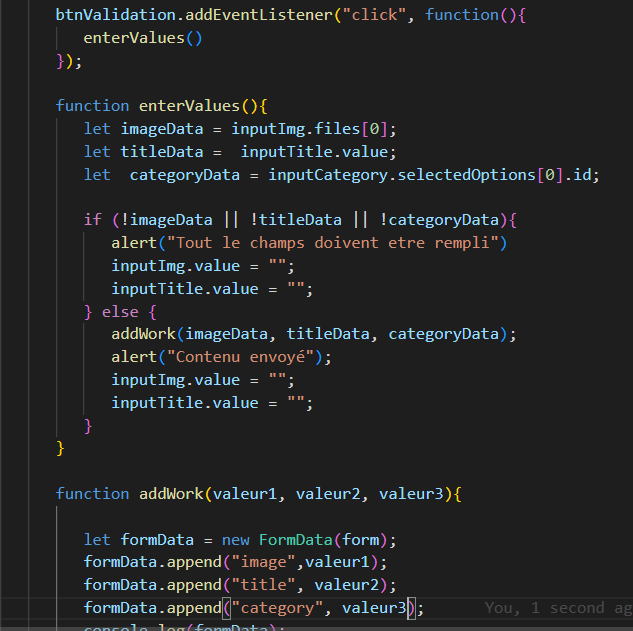 btnValidation.addEventListener("click", function(){
enterValues()
});
function enterValues(){
let imageData = inputImg.files[0];
let titleData =  inputTitle.value;
let  categoryData = inputCategory.selectedOptions[0].id;
if (!imageData || !titleData || !categoryData){
alert("Tout le champs doivent etre rempli")
inputImg.value = "";
inputTitle.value = "";
} else {
addWork(imageData, titleData, categoryData);
alert("Contenu envoyé");
inputImg.value = "";
inputTitle.value = "";
}
}
function addWork(valeur1, valeur2, valeur3){
let formData = new FormData(form);
formData.append("image",valeur1);
formData.append("title", valeur2);
formData.append("category", valeur3); You, 1 second ag
console.log(formData);